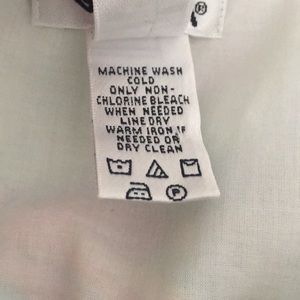 ®
MACHINE WASH
COLD
ONLY NON-
CHLORINE BLEACH
WHEN NEEDED
LINE DRY
WARM IRON IF
NEEDED OR
DRY CLEAN
P